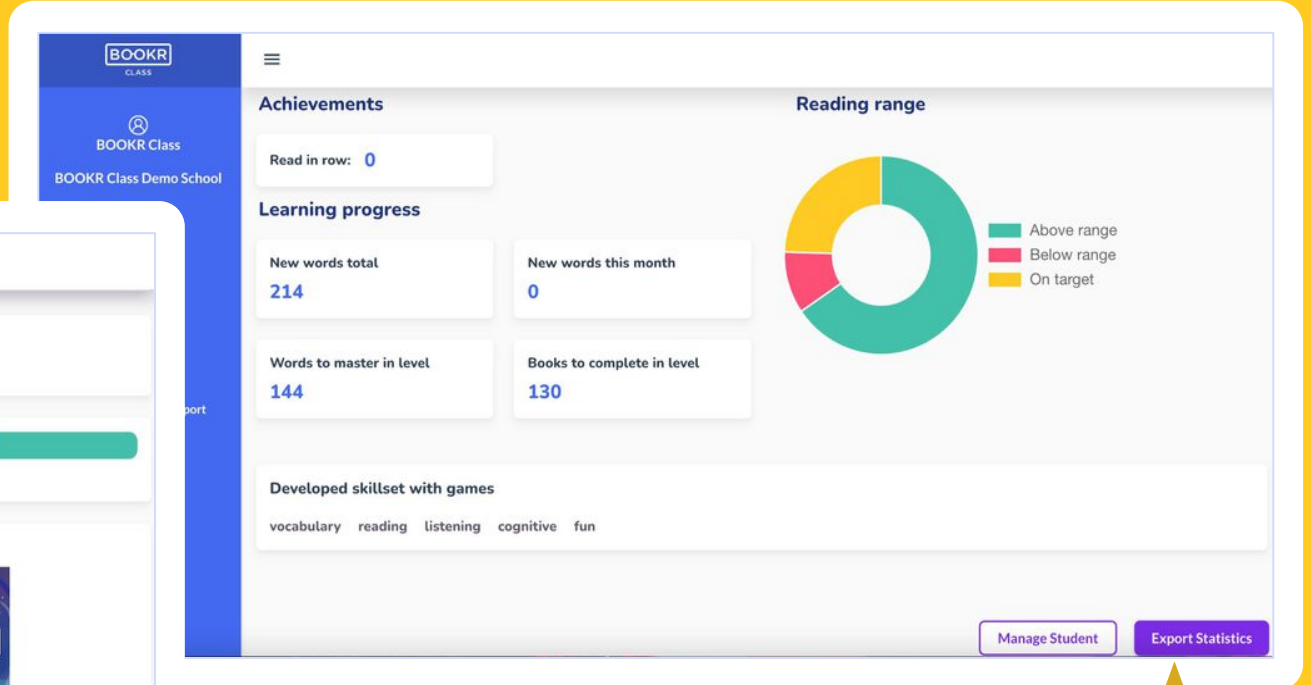 BOOKR
CLASS
BOOKR Class
BOOKR Class Demo School
port
Achievements
Read in row: 0
Learning progress
New words total
214
New words this month
0
Words to master in level
144
Books to complete in level
130
Reading range
Above range
Below range
On target
Developed skillset with games
vocabulary reading listening cognitive fun
Manage Student
Export Statistics